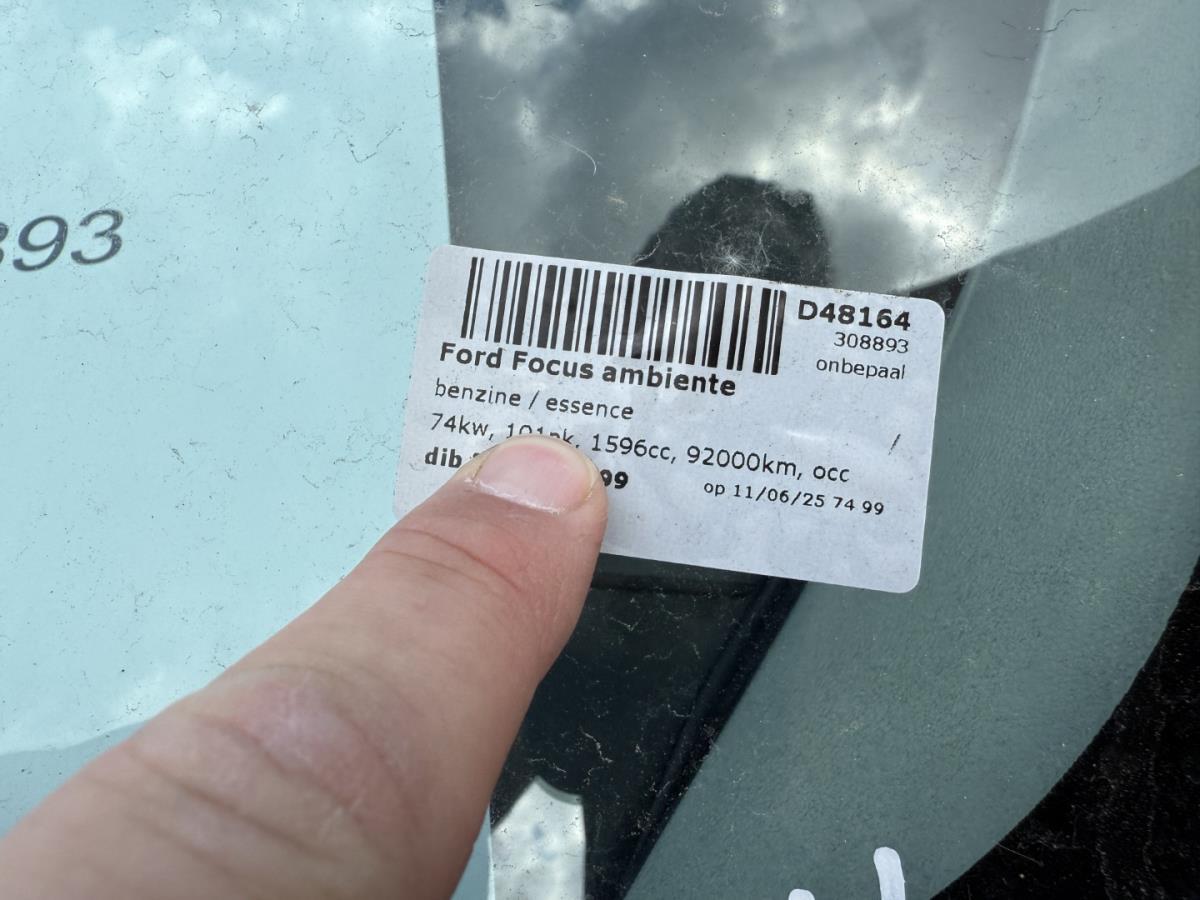 893
D48164
308893
onbepaal
Ford Focus ambiente
benzine / essence
/
74kw, 101pk, 1596cc, 92000km, occ
dib 99
op 11/06/25 74 99